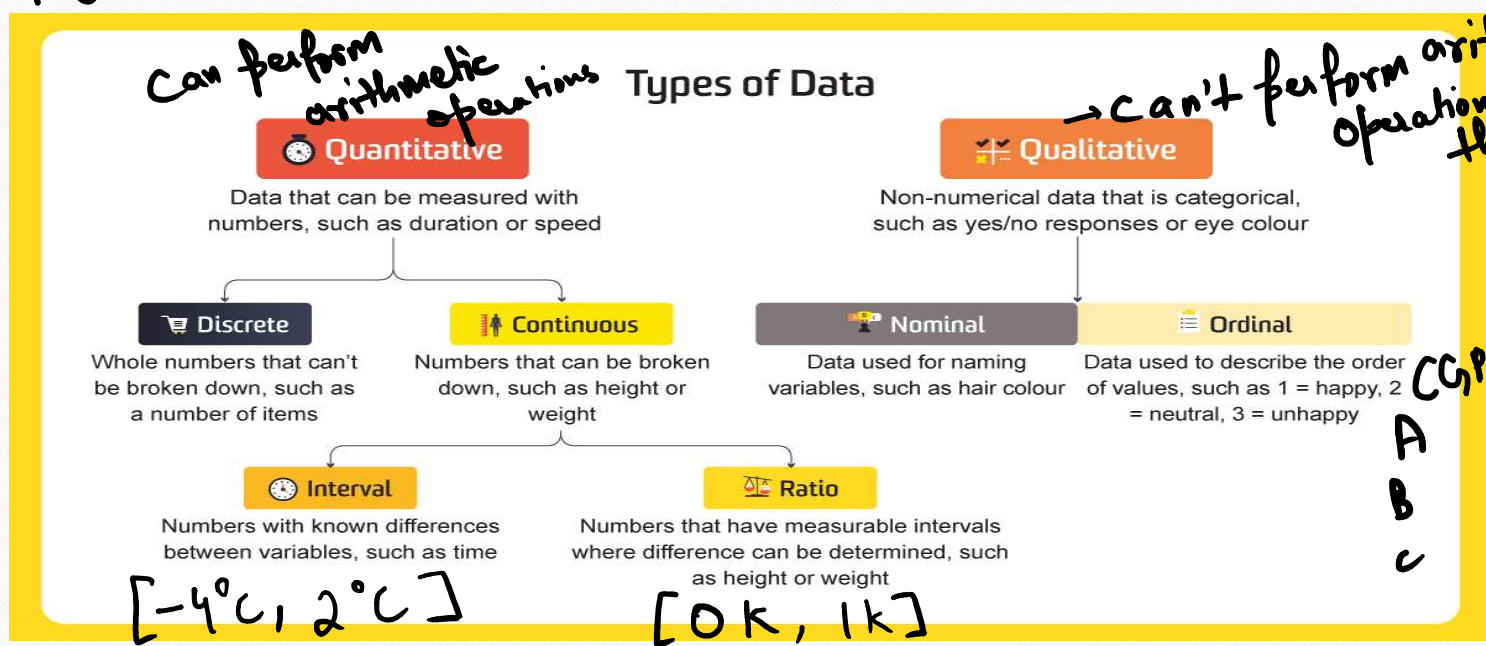 Can perform
arithmetic
operations
Types of Data
→ Can't perform
Quantitative
Qualitative
Data that can be measured with
numbers, such as duration or speed
Non-numerical data that is categorical,
such as yes/no responses or eye colour
Discrete
Continuous
Nominal
Ordinal
Whole numbers that can't
be broken down, such as
a number of items
Numbers that can be broken
down, such as height or
weight
Data used for naming
variables, such as hair colour
Data used to describe the order
of values, such as 1 = happy, 2
= neutral, 3 = unhappy
A
B
C
Interval
Ratio
Numbers with known differences
between variables, such as time
Numbers that have measurable intervals
where difference can be determined, such
as height or weight
[-4°C, 2°C]
[0K, 1K]